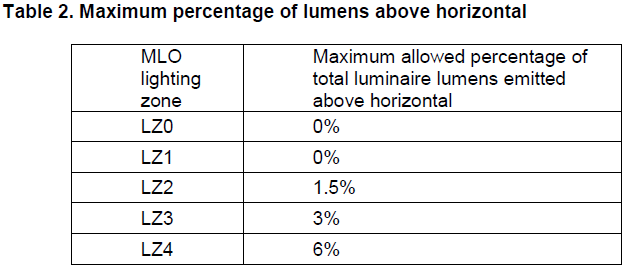 Table 2. Maximum percentage of lumens above horizontal
MLO lighting zone Maximum allowed percentage of total luminaire lumens emitted above horizontal
LZ0 0%
LZ1 0%
LZ2 1.5%
LZ3 3%
LZ4 6%